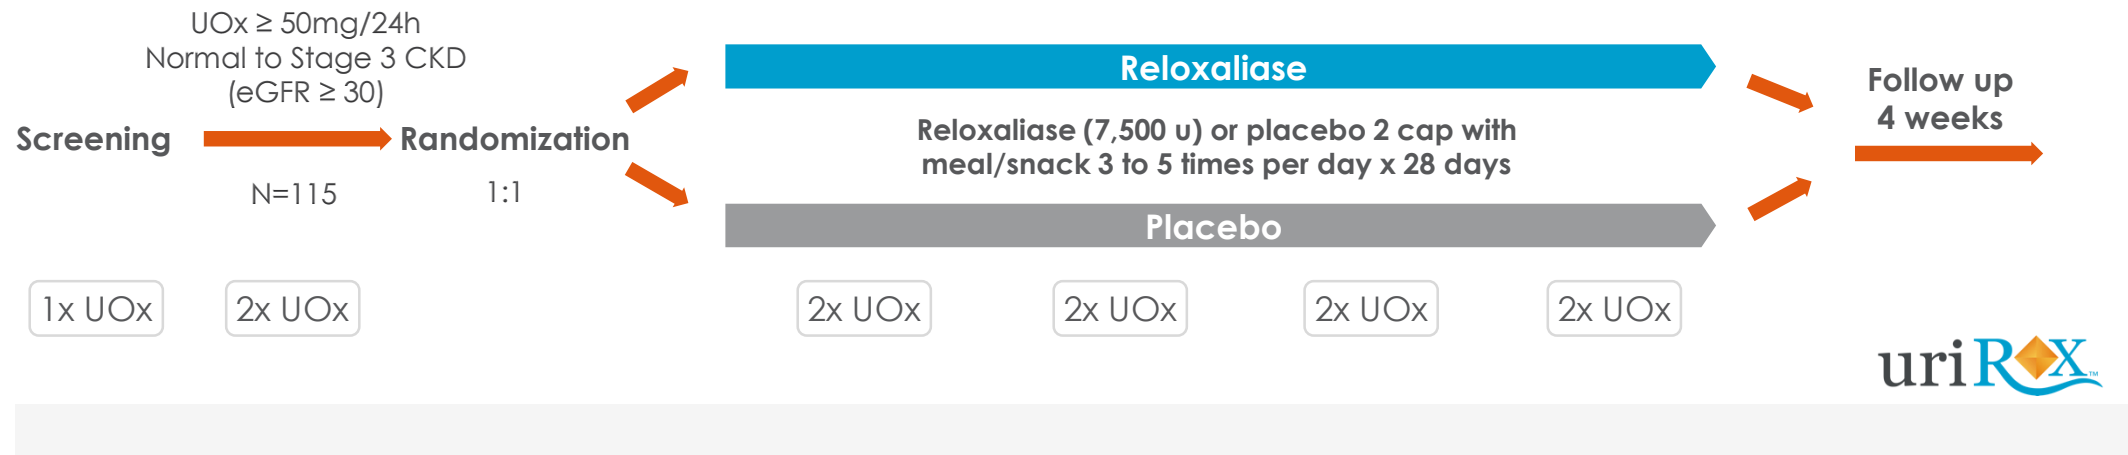 UOx ≥ 50mg/24h
Normal to Stage 3 CKD
(eGFR ≥ 30)
Screening
Randomization
N=115
1:1
Reloxaliase
Reloxaliase (7,500 u) or placebo 2 cap with
meal/snack 3 to 5 times per day x 28 days
Placebo
Follow up
4 weeks
1x UOx
2x UOx
2x UOx
2x UOx
2x UOx
2x UOx
uriROX™